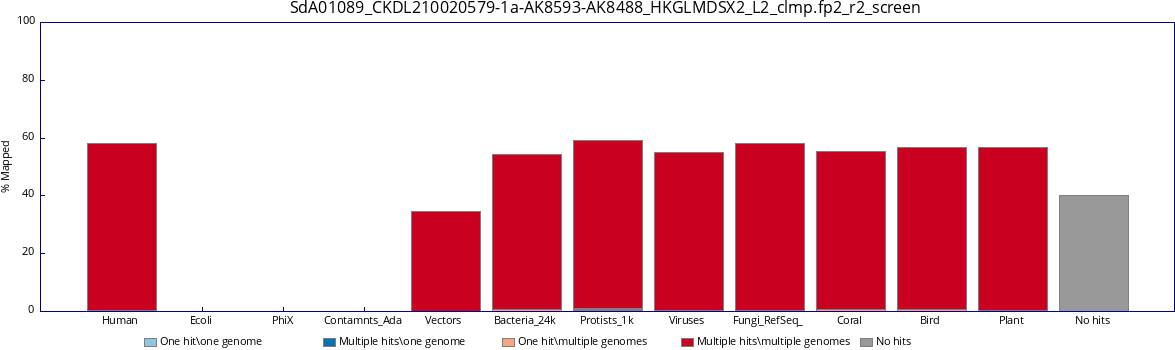 SdA01089_CKDL210020579-1a-AK8593-AK8488_HKGLMDSX2_L2_clmp.fp2_r2_screen
100
80
60
40
20
0
% Mapped
Human Ecoli PhiX Contamnts_Ada Vectors Bacteria_24k Protists_1k Viruses Fungi_RefSeq_ Coral Bird Plant No hits
One hit\one genome Multiple hits\one genome One hit\multiple genomes Multiple hits\multiple genomes No hits